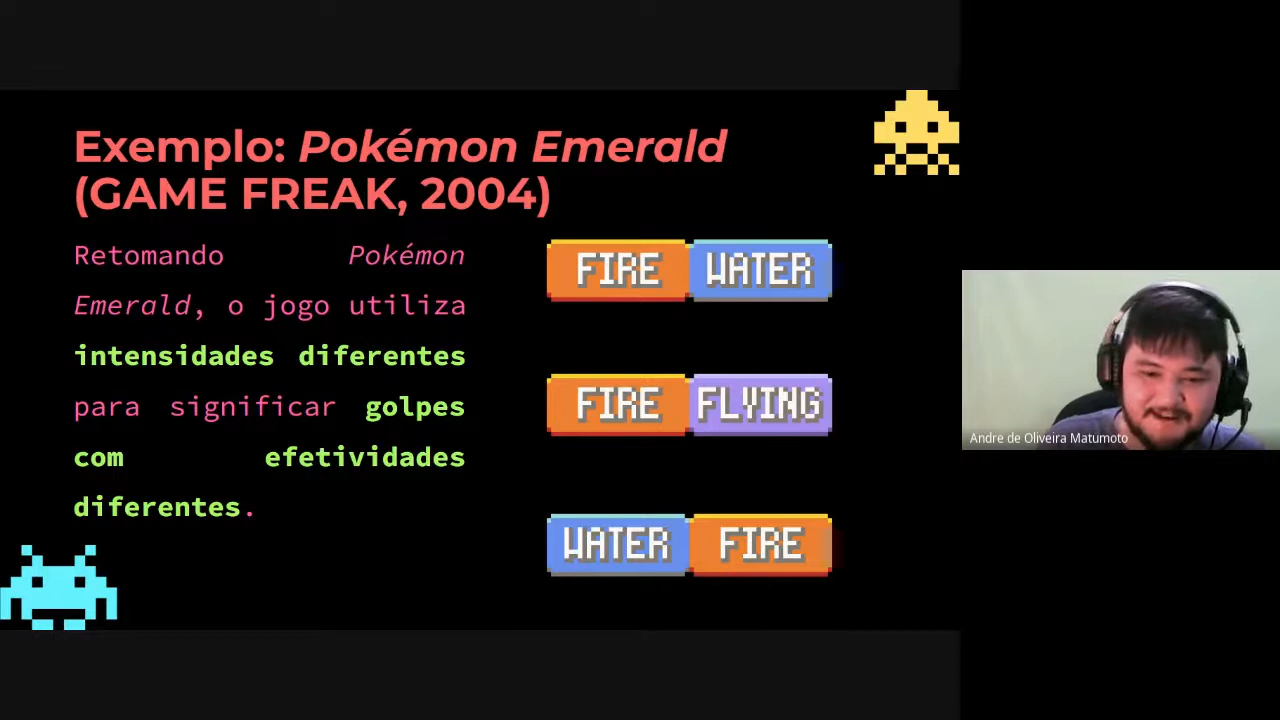 Exemplo: Pokémon Emerald
(GAME FREAK, 2004)
Retomando Pokémon
Emerald, o jogo utiliza
intensidades diferentes
para significar golpes
com efetividades
diferentes.
FIRE WATER
FIRE FLYING
WATER FIRE
Andre de Oliveira Matumoto